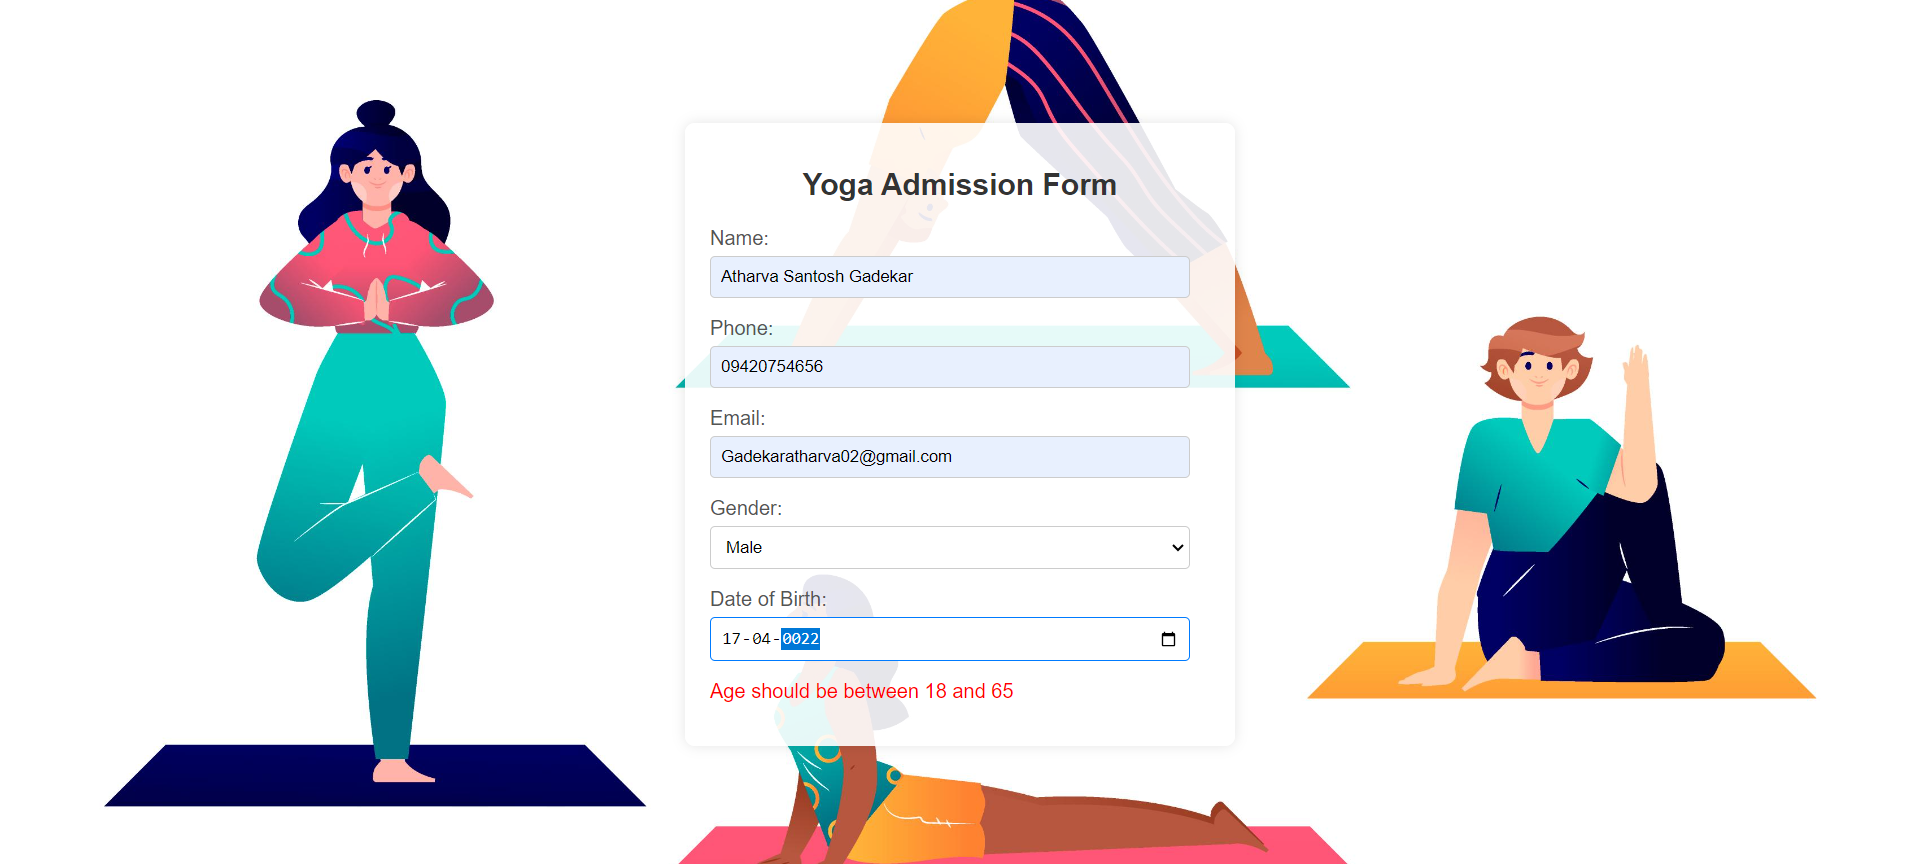 Yoga Admission Form
Name:
Atharva Santosh Gadekar
Phone:
09420754656
Email:
Gadekaratharva02@gmail.com
Gender:
Male
Date of Birth:
17-04-0022
Age should be between 18 and 65